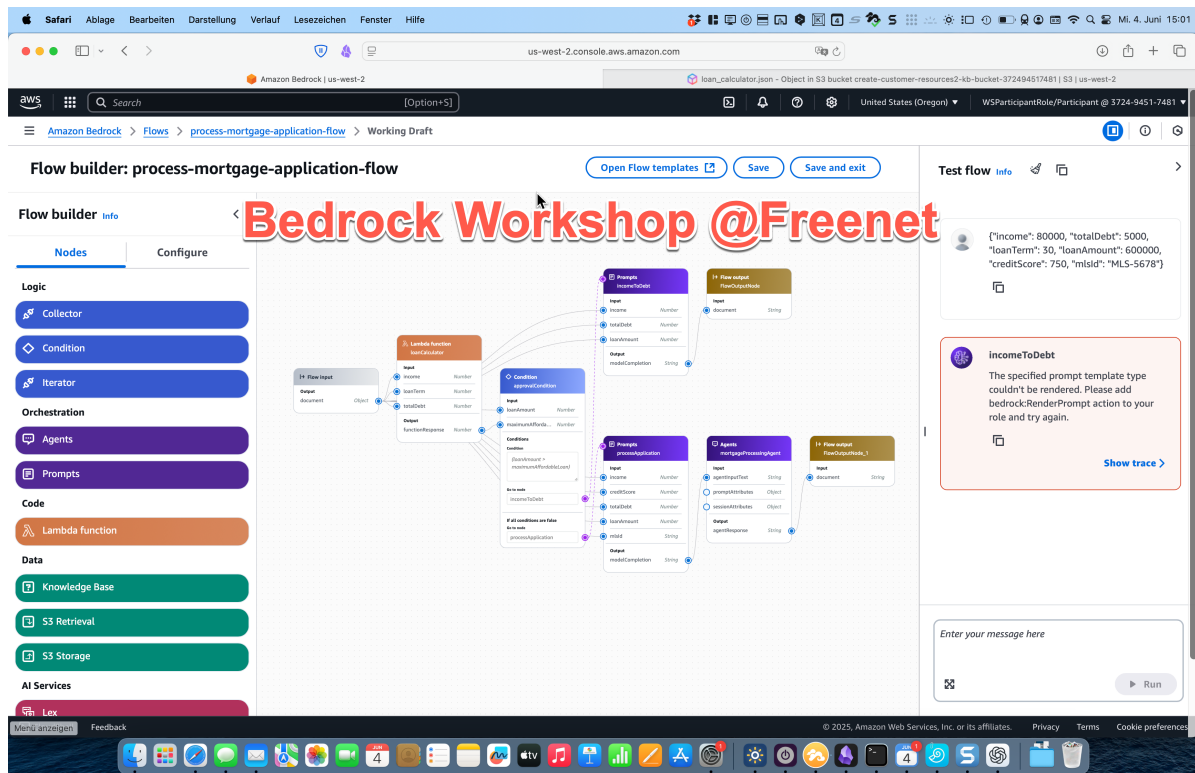 Safari Ablage Bearbeiten Darstellung Verlauf Lesezeichen Fenster Hilfe
Mi. 4. Juni 15:01
us-west-2.console.aws.amazon.com
Amazon Bedrock | us-west-2
loan_calculator.json - Object in S3 bucket create-customer-resources2-kb-bucket-372494517481 | S3 | us-west-2
aws
Search [Option+S]
United States (Oregon) ▼
WSParticipantRole/Participant @ 3724-9451-7481 ▼
Amazon Bedrock > Flows > process-mortgage-application-flow > Working Draft
Flow builder: process-mortgage-application-flow
Open Flow templates
Save
Save and exit
Test flow Info
Flow builder Info
Bedrock Workshop @Freenet
Nodes
Configure
Logic
Collector
Condition
Iterator
Orchestration
Agents
Prompts
Code
Lambda function
Data
Knowledge Base
S3 Retrieval
S3 Storage
AI Services
Lex
Flow input
Output
document Object
Lambda function
loanCalculator
Input
income Number
loanTerm Number
totalDebt Number
Output
functionResponse Number
Condition
approvalCondition
Input
loanAmount Number
maximumAfforda... Number
Conditions
Condition
(loanAmount >
maximumAffordableLoan)
Go to node
incomeToDebt
If all conditions are false
Go to node
processApplication
Prompts
incomeToDebt
Input
income Number
totalDebt Number
loanAmount Number
Output
modelCompletion String
Flow output
FlowOutputNode
Input
document String
Prompts
processApplication
Input
income Number
creditScore Number
totalDebt Number
loanAmount Number
mlsId String
Output
modelCompletion String
Agents
mortgageProcessingAgent
Input
agentInputText String
promptAttributes Object
sessionAttributes Object
Output
agentResponse String
Flow output
FlowOutputNode_1
Input
document String
{"income": 80000, "totalDebt": 5000,
"loanTerm": 30, "loanAmount": 600000,
"creditScore": 750, "mlsId": "MLS-5678"}
incomeToDebt
The specified prompt template type
couldn't be rendered. Please add
bedrock:RenderPrompt action to your
role and try again.
Show trace
Enter your message here
Run
Menü anzeigen
Feedback
© 2025, Amazon Web Services, Inc. or its affiliates.
Privacy
Terms
Cookie preferences
JUN
4
tv
JUN
4